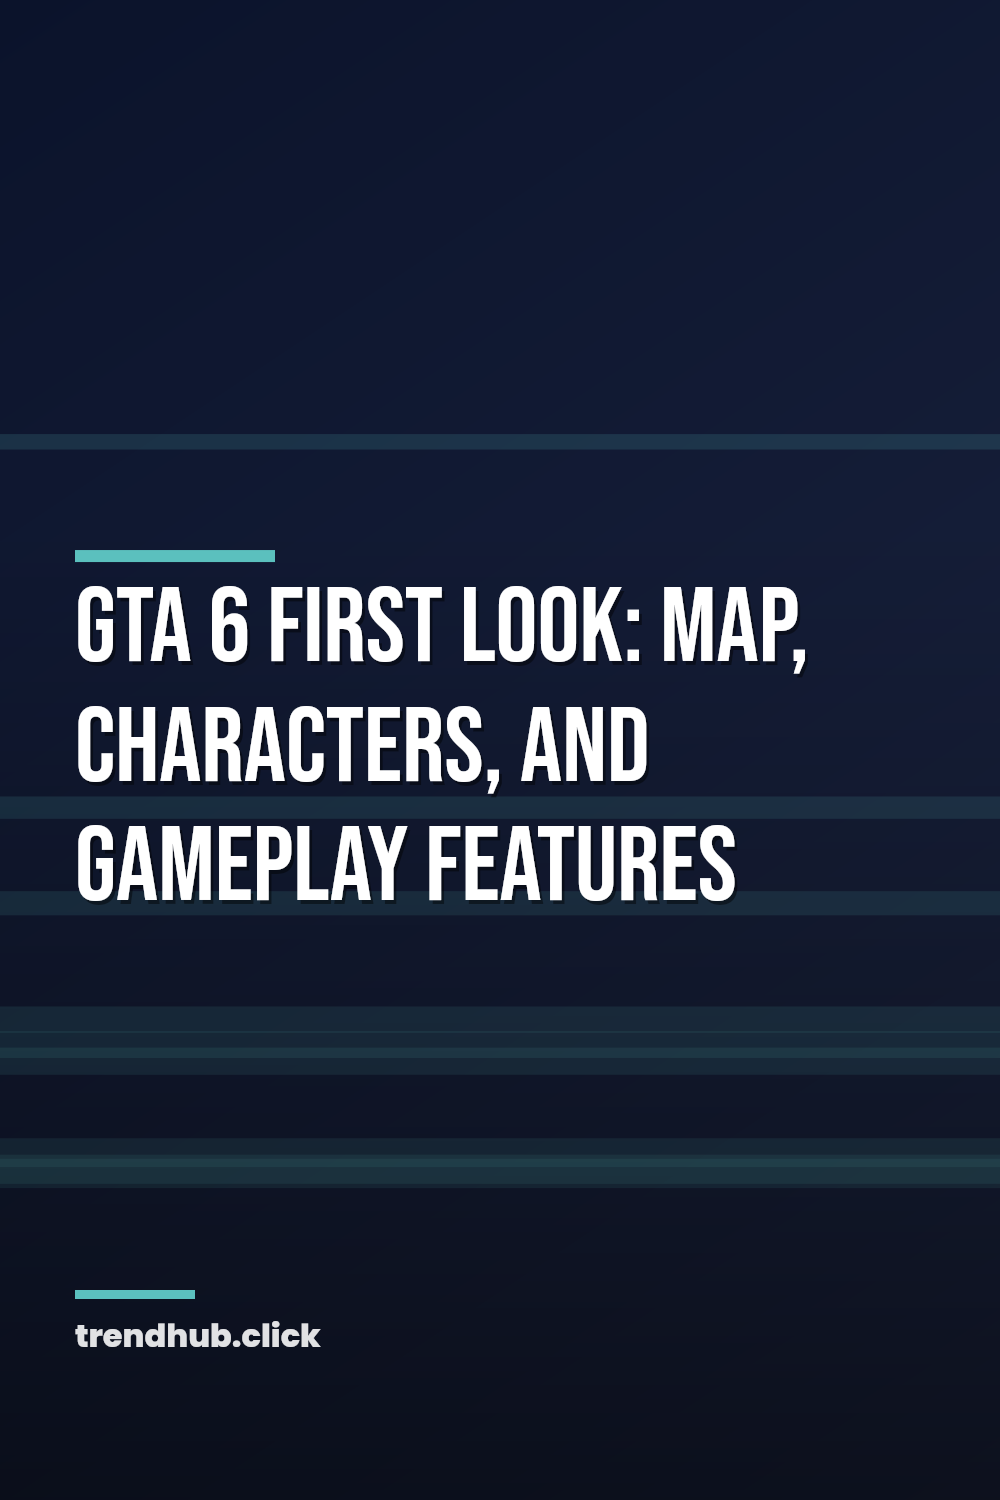 GTA 6 FIRST LOOK: MAP,
CHARACTERS, AND
GAMEPLAY FEATURES
trendhub.click